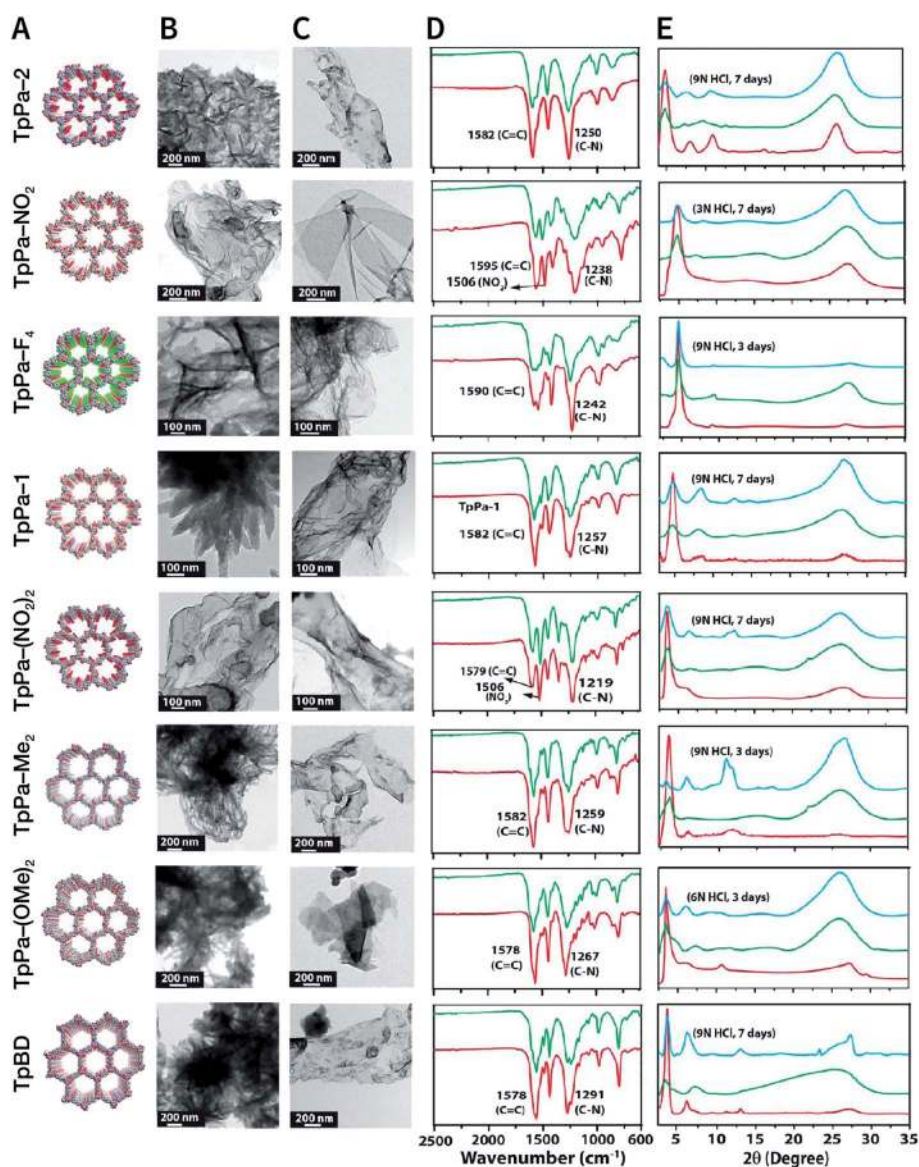 A B C D E
TpPa–2
200 nm
200 nm
1582 (C=C)
1250
(C-N)
(9N HCl, 7 days)
TpPa–NO₂
200 nm
200 nm
1595 (C=C)
1506 (NO₂)
1238
(C-N)
(3N HCl, 7 days)
TpPa–F₄
100 nm
100 nm
1590 (C=C)
1242
(C-N)
(9N HCl, 3 days)
TpPa–1
100 nm
100 nm
TpPa-1
1582 (C=C)
1257
(C-N)
(9N HCl, 7 days)
TpPa–(NO₂)₂
100 nm
100 nm
1579 (C=C)
1506
(NO₂)
1219
(C-N)
(9N HCl, 7 days)
TpPa–Me₂
200 nm
200 nm
1582
(C=C)
1259
(C-N)
(9N HCl, 3 days)
TpPa–(OMe)₂
200 nm
200 nm
1578
(C=C)
1267
(C-N)
(6N HCl, 3 days)
TpBD
200 nm
200 nm
1578
(C=C)
1291
(C-N)
(9N HCl, 7 days)
2500 2000 1500 1000 600
Wavenumber (cm⁻¹)
5 10 15 20 25 30 35
2θ (Degree)